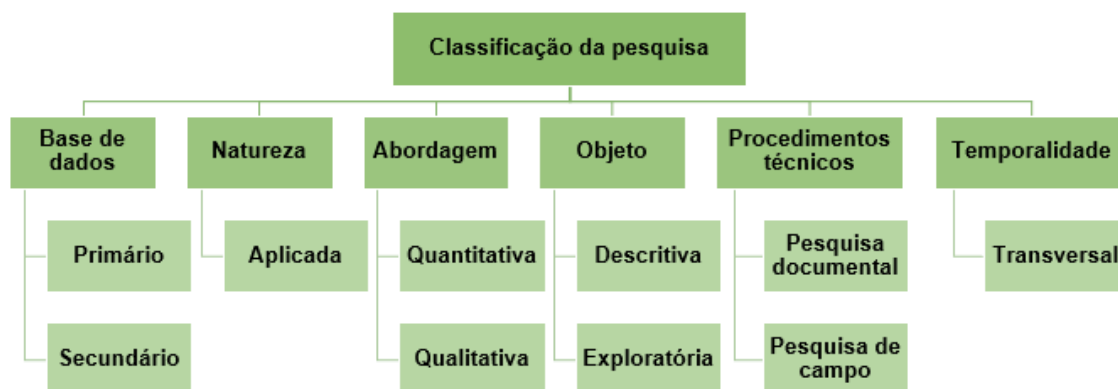 Classificação da pesquisa
Base de
dados
Natureza
Abordagem
Objeto
Procedimentos
técnicos
Temporalidade
Primário
Aplicada
Quantitativa
Descritiva
Pesquisa
documental
Transversal
Secundário
Qualitativa
Exploratória
Pesquisa de
campo